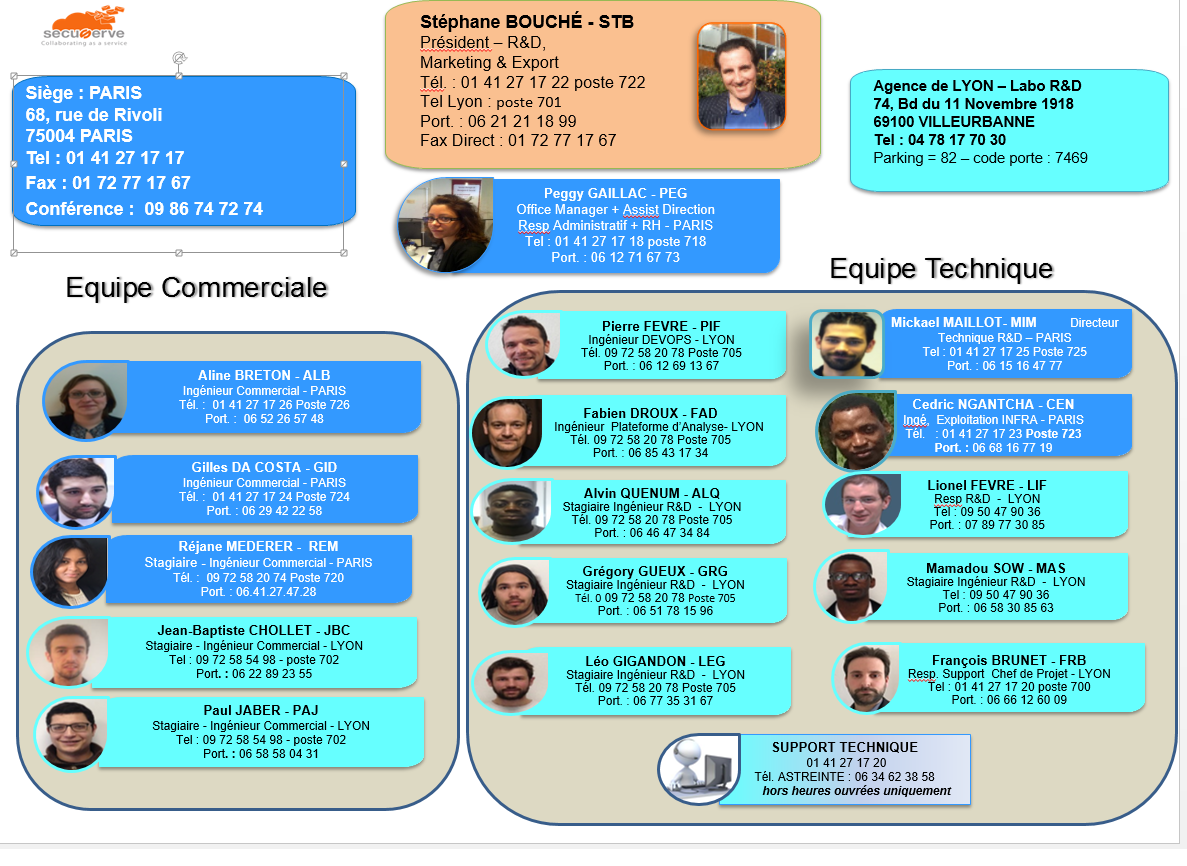 secuserve
Collaborating as a service
Siège : PARIS
68, rue de Rivoli
75004 PARIS
Tel : 01 41 27 17 17
Fax : 01 72 77 17 67
Conférence : 09 86 74 72 74
Stéphane BOUCHÉ - STB
Président – R&D,
Marketing & Export
Tél. : 01 41 27 17 22 poste 722
Tel Lyon : poste 701
Port. : 06 21 21 18 99
Fax Direct : 01 72 77 17 67
Agence de LYON – Labo R&D
74, Bd du 11 Novembre 1918
69100 VILLEURBANNE
Tel : 04 78 17 70 30
Parking = 82 – code porte : 7469
Peggy GAILLAC - PEG
Office Manager + Assist Direction
Resp Administratif + RH - PARIS
Tel : 01 41 27 17 18 poste 718
Port. : 06 12 71 67 73
Equipe Commerciale
Aline BRETON - ALB
Ingénieur Commercial - PARIS
Tél. : 01 41 27 17 26 Poste 726
Port. : 06 52 26 57 48
Gilles DA COSTA - GID
Ingénieur Commercial - PARIS
Tél. : 01 41 27 17 24 Poste 724
Port. : 06 29 42 22 58
Réjane MEDERER - REM
Stagiaire - Ingénieur Commercial - PARIS
Tél. : 09 72 58 20 74 Poste 720
Port. : 06.41.27.47.28
Jean-Baptiste CHOLLET - JBC
Stagiaire - Ingénieur Commercial - LYON
Tel : 09 72 58 54 98 - poste 702
Port. : 06 22 89 23 55
Paul JABER - PAJ
Stagiaire - Ingénieur Commercial - LYON
Tel : 09 72 58 54 98 - poste 702
Port. : 06 58 58 04 31
Equipe Technique
Pierre FEVRE - PIF
Ingénieur DEVOPS - LYON
Tél. 09 72 58 20 78 Poste 705
Port. : 06 12 69 13 67
Fabien DROUX - FAD
Ingénieur Plateforme d'Analyse- LYON
Tél. 09 72 58 20 78 Poste 705
Port. : 06 85 43 17 34
Alvin QUENUM - ALQ
Stagiaire Ingénieur R&D - LYON
Tél. 09 72 58 20 78 Poste 705
Port. : 06 46 47 34 84
Grégory GUEUX - GRG
Stagiaire Ingénieur R&D - LYON
Tél. 0 09 72 58 20 78 Poste 705
Port. : 06 51 78 15 96
Léo GIGANDON - LEG
Stagiaire Ingénieur R&D - LYON
Tél. 09 72 58 20 78 Poste 705
Port. : 06 77 35 31 67
Mickael MAILLOT- MIM Directeur
Technique R&D – PARIS
Tel : 01 41 27 17 25 Poste 725
Port. : 06 15 16 47 77
Cedric NGANTCHA - CEN
Ingé, Exploitation INFRA - PARIS
Tél. : 01 41 27 17 23 Poste 723
Port. : 06 68 16 77 19
Lionel FEVRE - LIF
Resp R&D - LYON
Tel : 09 50 47 90 36
Port. : 07 89 77 30 85
Mamadou SOW - MAS
Stagiaire Ingénieur R&D - LYON
Tel : 09 50 47 90 36
Port. : 06 58 30 85 63
François BRUNET - FRB
Resp. Support Chef de Projet - LYON
Tel : 01 41 27 17 20 poste 700
Port. : 06 66 12 60 09
SUPPORT TECHNIQUE
01 41 27 17 20
Tél. ASTREINTE : 06 34 62 38 58
hors heures ouvrées uniquement